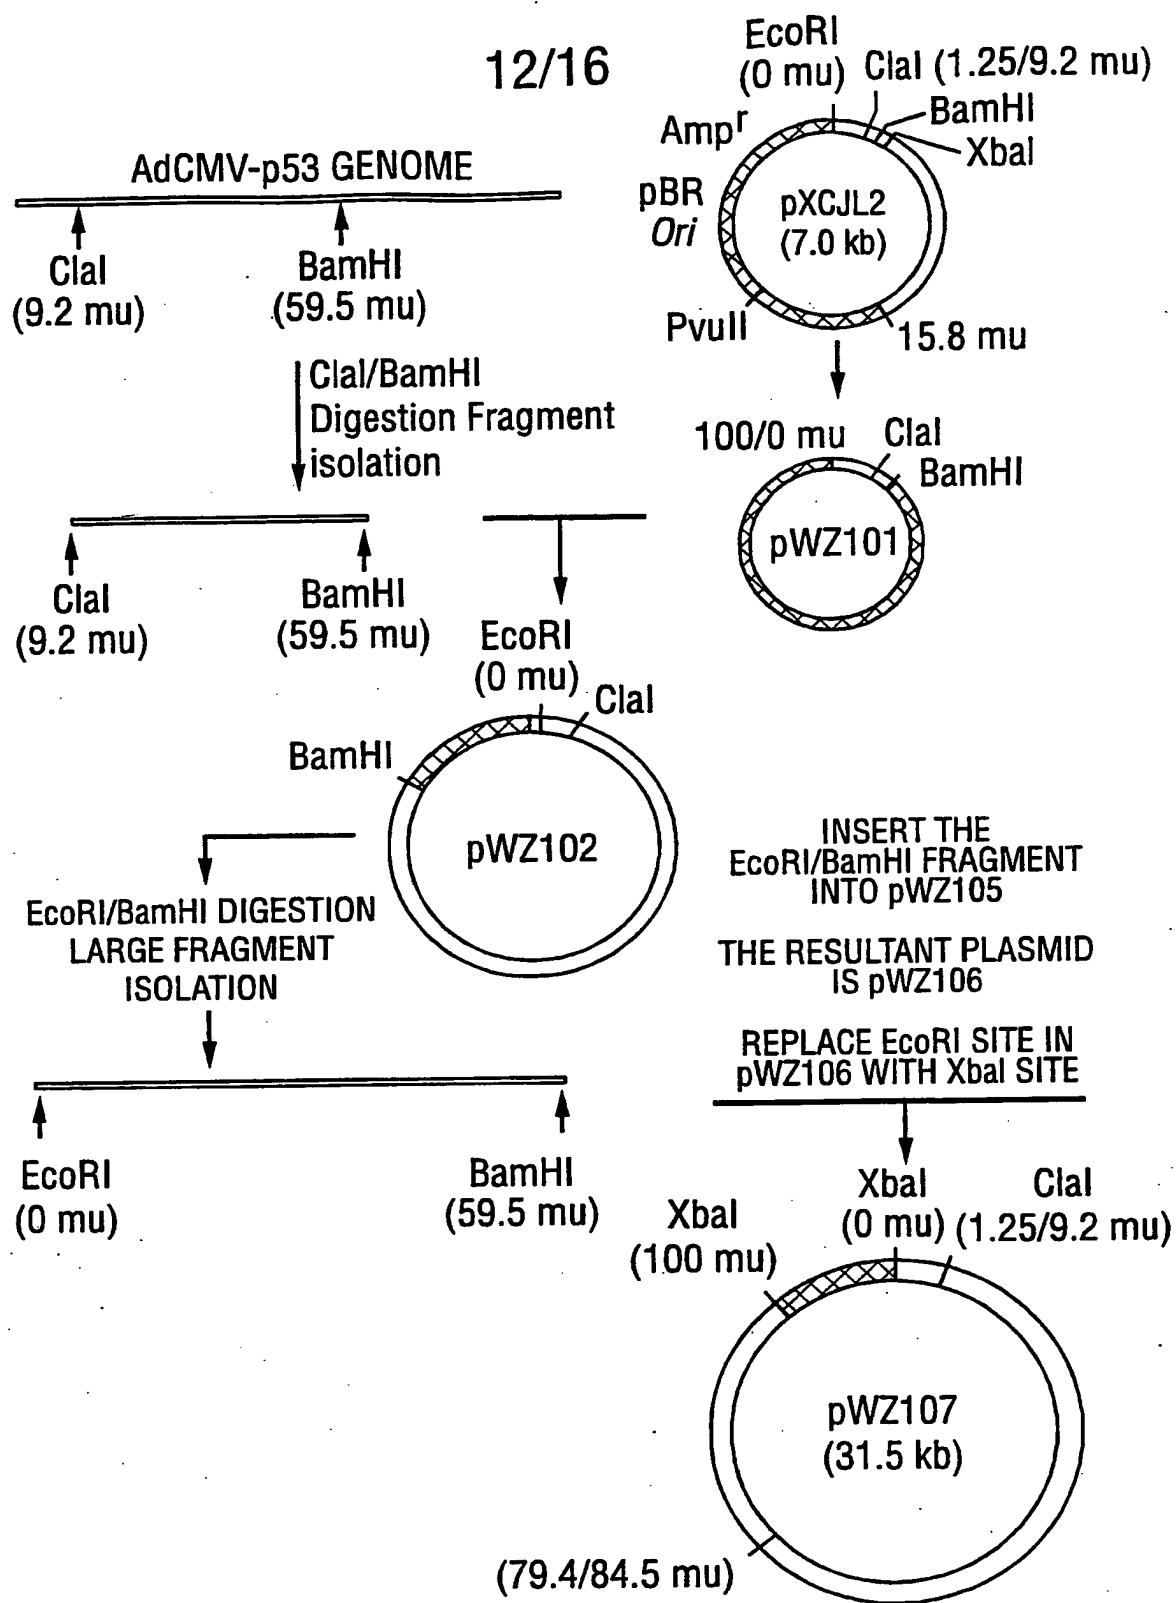 12/16
EcoRI
(0 mu)
ClaI (1.25/9.2 mu)
BamHI
XbaI
Amp^r
pBR
Ori
pXCJL2
(7.0 kb)
PvuII
15.8 mu
AdCMV-p53 GENOME
ClaI
(9.2 mu)
BamHI
(59.5 mu)
ClaI/BamHI
Digestion Fragment
isolation
100/0 mu
ClaI
BamHI
pWZ101
ClaI
(9.2 mu)
BamHI
(59.5 mu)
EcoRI
(0 mu)
ClaI
BamHI
pWZ102
EcoRI/BamHI DIGESTION
LARGE FRAGMENT
ISOLATION
INSERT THE
EcoRI/BamHI FRAGMENT
INTO pWZ105
THE RESULTANT PLASMID
IS pWZ106
REPLACE EcoRI SITE IN
pWZ106 WITH XbaI SITE
EcoRI
(0 mu)
BamHI
(59.5 mu)
XbaI
(100 mu)
XbaI
(0 mu)
ClaI
(1.25/9.2 mu)
pWZ107
(31.5 kb)
(79.4/84.5 mu)